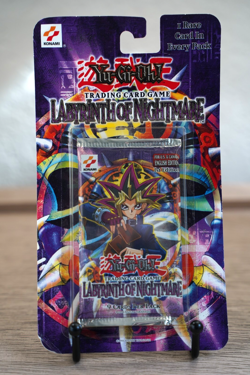 KONAMI
1 Rare
Card In
Every Pack
Yu-Gi-Oh!
TRADING CARD GAME
LABYRINTH OF NIGHTMARE
KONAMI
Yu-Gi-Oh!
TRADING CARD GAME
LABYRINTH OF NIGHTMARE